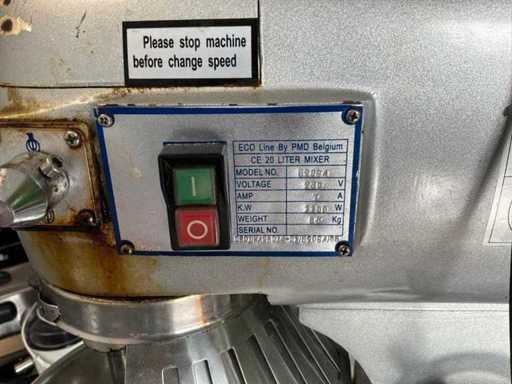 Please stop machine
before change speed
ECO Line By PMD Belgium
CE 20 LITER MIXER
MODEL NO.
VOLTAGE V
AMP A
K.W W
WEIGHT Kg
SERIAL NO.
I
O